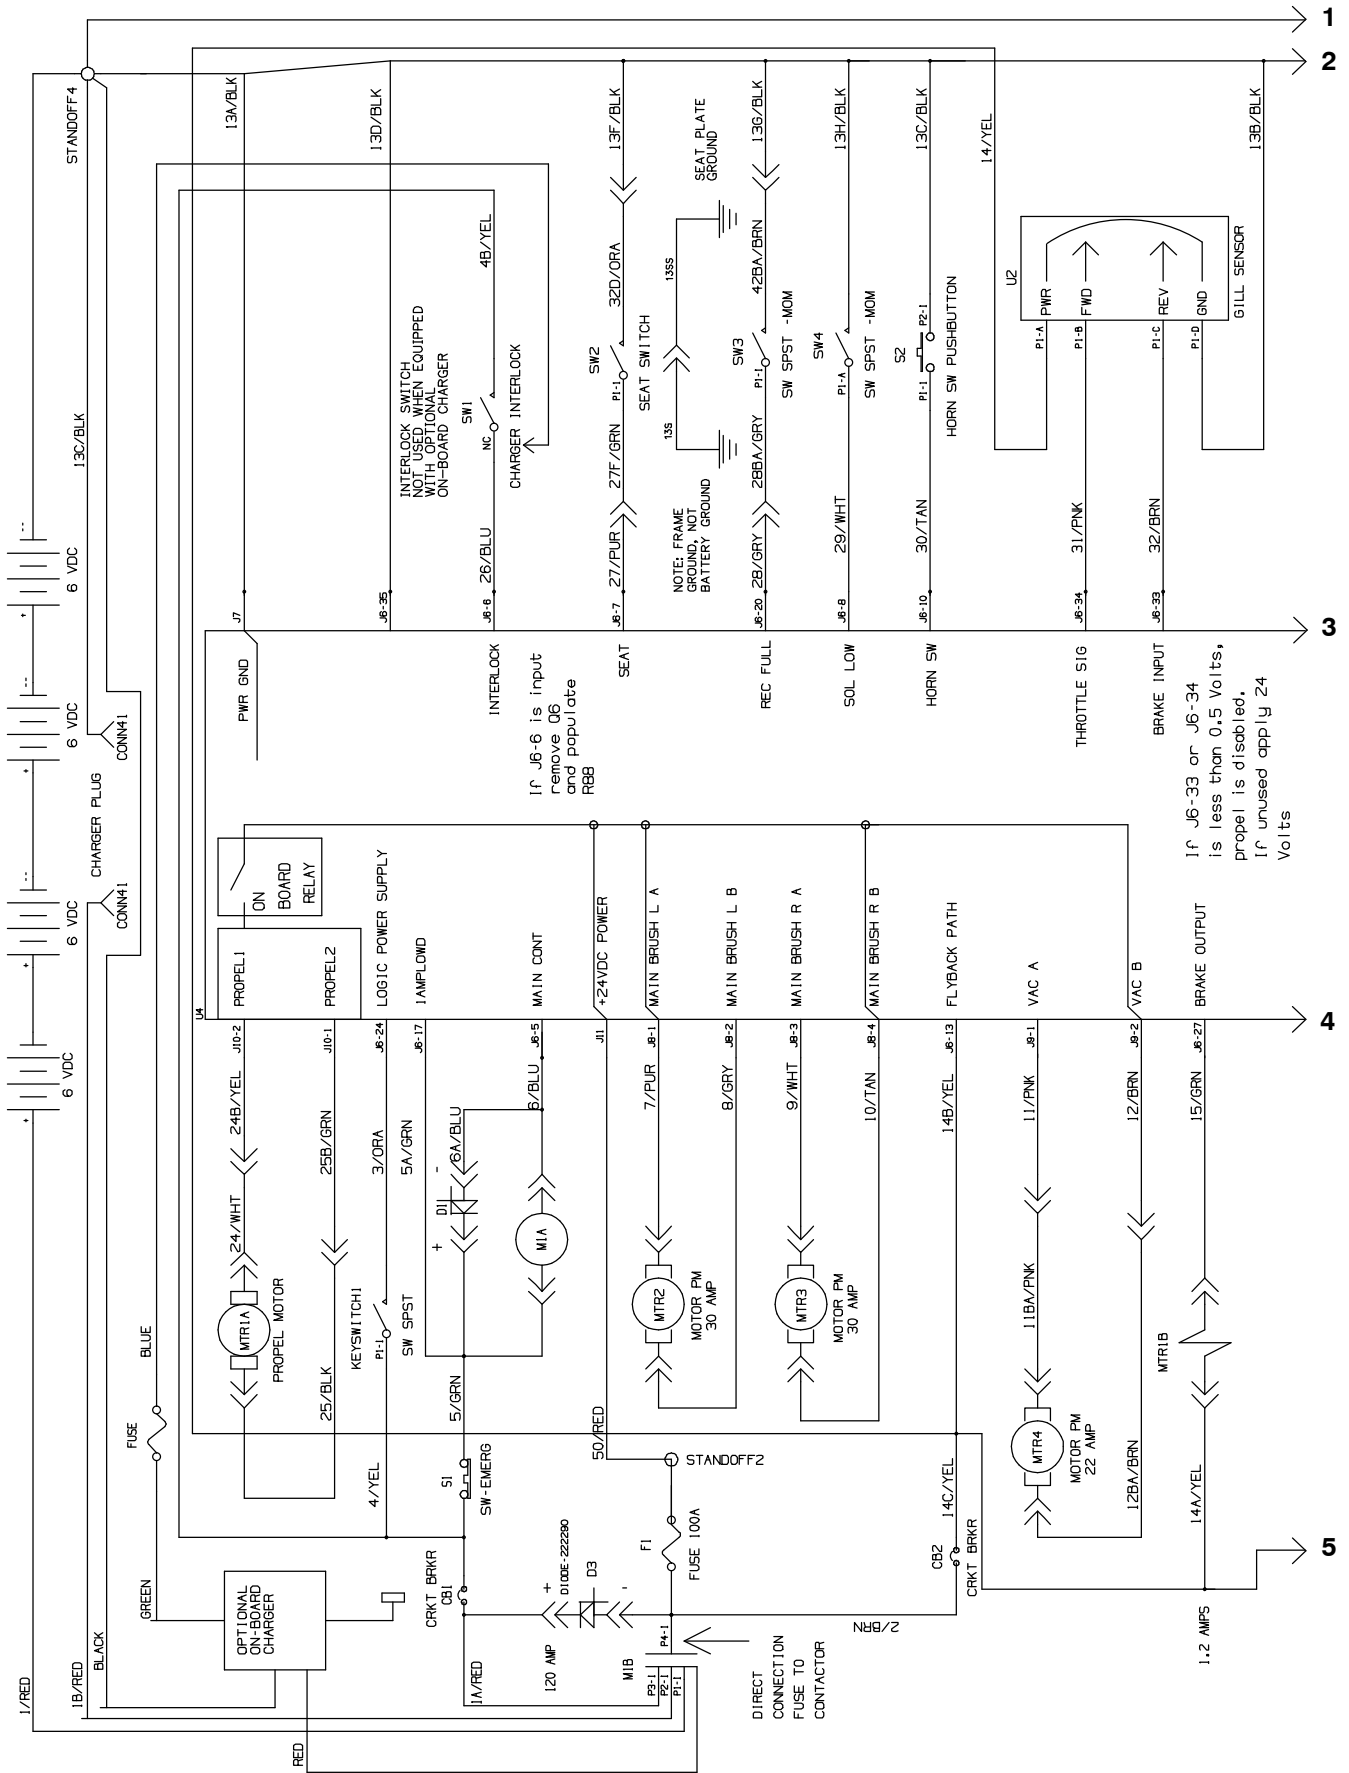 1
2
3
4
5
STANDOFF4
13A/BLK
13D/BLK
13F/BLK
SEAT PLATE
GROUND
13G/BLK
13H/BLK
13C/BLK
14/YEL
13B/BLK
13C/BLK
4B/YEL
32D/ORA
13SS
42BA/BRN
U2
PWR
FWD
REV
GND
GILL SENSOR
P1-A
P1-B
P1-C
P1-D
INTERLOCK SWITCH
NOT USED WHEN EQUIPPED
WITH OPTIONAL
ON-BOARD CHARGER
SW1
NC
CHARGER INTERLOCK
SW2
P1-1
SEAT SWITCH
13S
SW3
P1-1
SW SPST -MOM
SW4
P1-A
SW SPST -MOM
S2
P1-1
P2-1
HORN SW PUSHBUTTON
26/BLU
27F/GRN
27/PUR
NOTE: FRAME
GROUND, NOT
BATTERY GROUND
28BA/GRY
28/GRY
29/WHT
30/TAN
31/PNK
32/BRN
--
6 VDC
+
--
6 VDC
+
--
6 VDC
+
6 VDC
+
J7
J6-35
J6-6
J6-7
J6-20
J6-8
J6-10
J6-34
J6-33
PWR GND
INTERLOCK
SEAT
REC FULL
SOL LOW
HORN SW
THROTTLE SIG
BRAKE INPUT
If J6-6 is input
remove Q6
and populate
R88
If J6-33 or J6-34
is less than 0.5 Volts,
propel is disabled.
If unused apply 24
Volts
CONN41
CHARGER PLUG
CONN41
ON
BOARD
RELAY
U4
PROPEL1
PROPEL2
LOGIC POWER SUPPLY
1AMPLOWD
MAIN CONT
+24VDC POWER
MAIN BRUSH L A
MAIN BRUSH L B
MAIN BRUSH R A
MAIN BRUSH R B
FLYBACK PATH
VAC A
VAC B
BRAKE OUTPUT
J10-2
J10-1
J6-24
J6-17
J6-5
J11
J8-1
J8-2
J8-3
J8-4
J6-13
J9-1
J9-2
J6-27
24B/YEL
25B/GRN
3/ORA
5A/GRN
6A/BLU
6/BLU
7/PUR
8/GRY
9/WHT
10/TAN
14B/YEL
11/PNK
12/BRN
15/GRN
24/WHT
D1
-
+
M1A
MTR1A
PROPEL MOTOR
KEYSWITCH1
P1-1
SW SPST
MTR2
MOTOR PM
30 AMP
MTR3
MOTOR PM
30 AMP
11BA/PNK
MTR1B
BLUE
FUSE
25/BLK
5/GRN
50/RED
4/YEL
S1
SW-EMERG
STANDOFF2
F1
FUSE 100A
14C/YEL
MTR4
MOTOR PM
22 AMP
12BA/BRN
14A/YEL
GREEN
OPTIONAL
ON-BOARD
CHARGER
CRKT BRKR
CB1
+
DIODE-222290
D3
-
120 AMP
CB2
CRKT BRKR
2/BRN
1.2 AMPS
1/RED
1B/RED
BLACK
RED
1A/RED
M1B
P3-1
P2-1
P1-1
P4-1
DIRECT
CONNECTION
FUSE TO
CONTACTOR